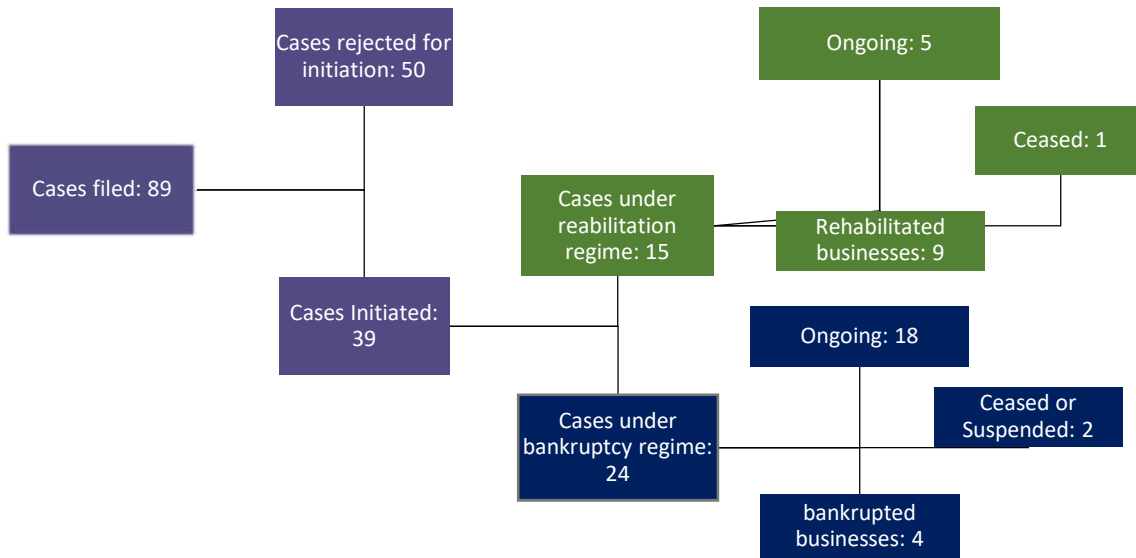 Cases filed: 89
Cases rejected for
initiation: 50
Cases Initiated:
39
Cases under
reabilitation
regime: 15
Ongoing: 5
Ceased: 1
Rehabilitated
businesses: 9
Cases under
bankruptcy regime:
24
Ongoing: 18
Ceased or
Suspended: 2
bankrupted
businesses: 4